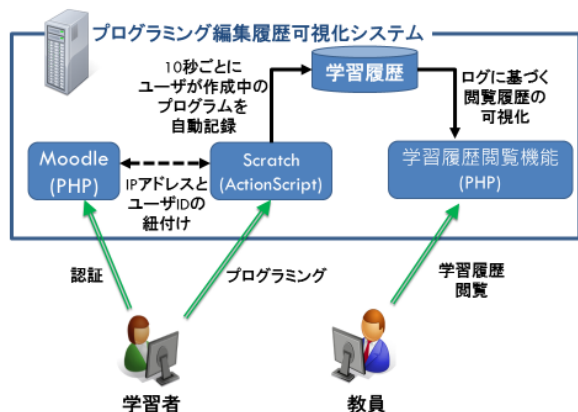 プログラミング編集履歴可視化システム
10秒ごとに
ユーザが作成中の
プログラムを
自動記録
学習履歴
ログに基づく
閲覧履歴の
可視化
Moodle
(PHP)
IPアドレスと
ユーザIDの
紐付け
Scratch
(ActionScript)
学習履歴閲覧機能
(PHP)
認証
プログラミング
学習履歴
閲覧
学習者
教員